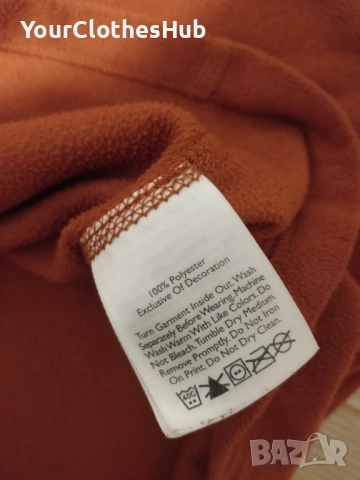 YourClothesHub
100% Polyester
Exclusive Of Decoration
Turn Garment Inside Out Wash
Separately Before Wearing. Machine
Wash Warm With Like Colors. Do
Not Bleach. Tumble Dry Medium.
Remove Promptly. Do Not Iron
On Print. Do Not Dry Clean.
40C
BAZAR
bg